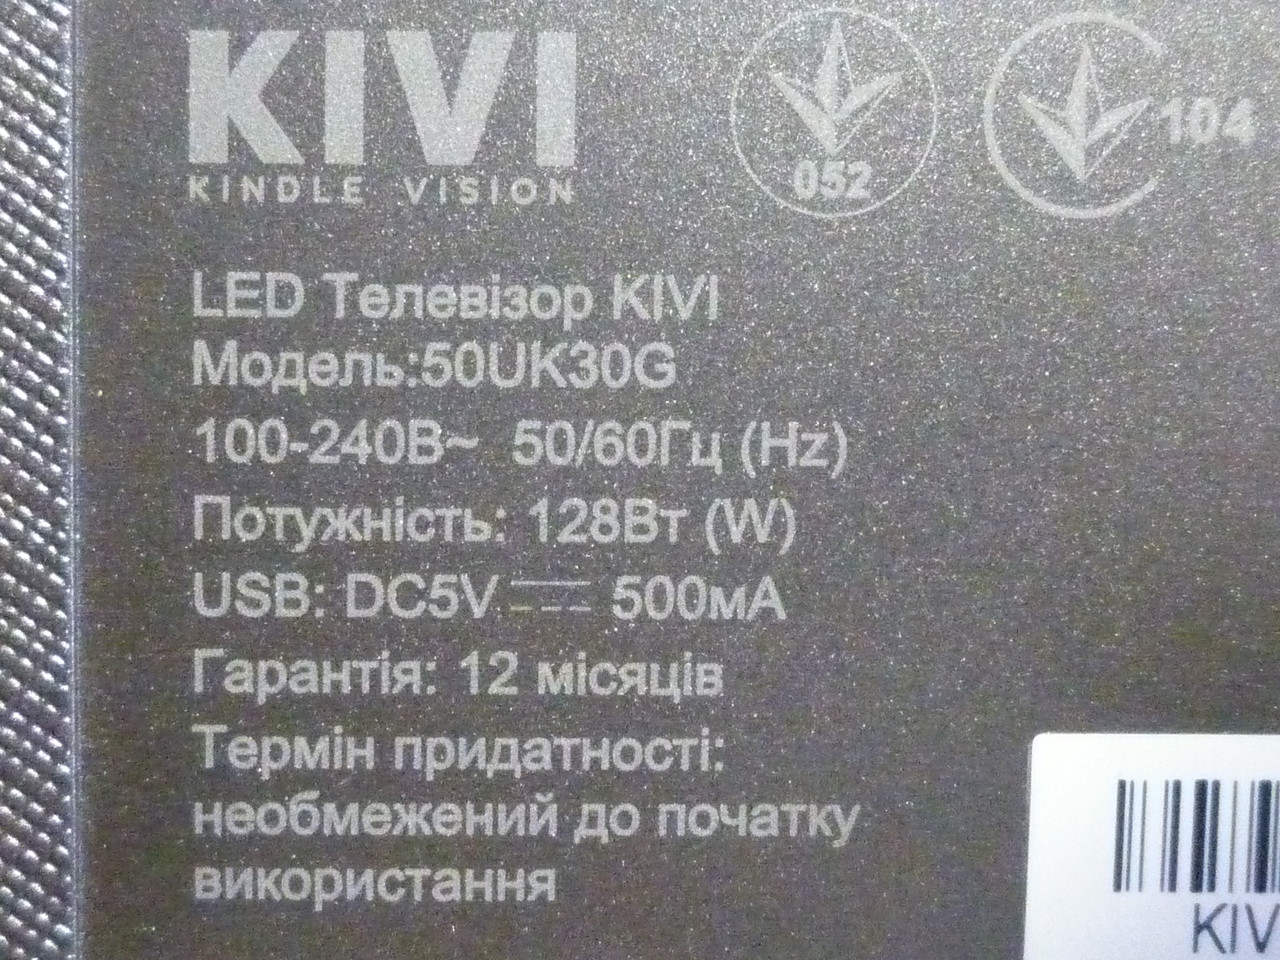 KIVI
KINDLE VISION
052
104
LED Телевізор KIVI
Модель:50UK30G
100-240В~ 50/60Гц (Hz)
Потужність: 128Вт (W)
USB: DC5V ⎓ 500мА
Гарантія: 12 місяців
Термін придатності:
необмежений до початку
використання
KIV